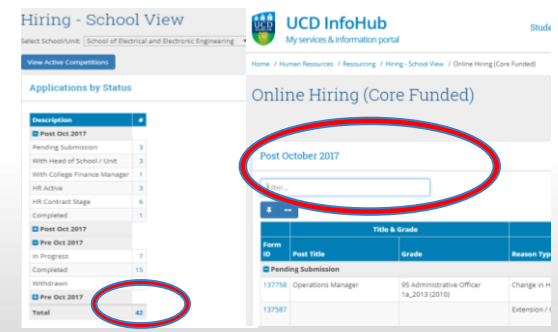 Hiring - School View
Select School/Unit: School of Electrical and Electronic Engineering
View Active Competitions
Applications by Status
Description #
Post Oct 2017
Pending Submission 3
With Head of School / Unit 3
With College Finance Manager 1
HR Active 3
HR Contract Stage 6
Completed 1
Post Oct 2017
Pre Oct 2017
In Progress 7
Completed 15
Withdrawn
Pre Oct 2017
Total 42
UCD
UCD InfoHub
My services & information portal
Stude
Home / Human Resources / Resourcing / Hiring - School View / Online Hiring (Core Funded)
Online Hiring (Core Funded)
Post October 2017
Filter...
Title & Grade
Form ID Post Title Grade Reason Typ
Pending Submission
137758 Operations Manager 95 Administrative Officer 1a_2013 (2010) Change in H
137587 Extension /